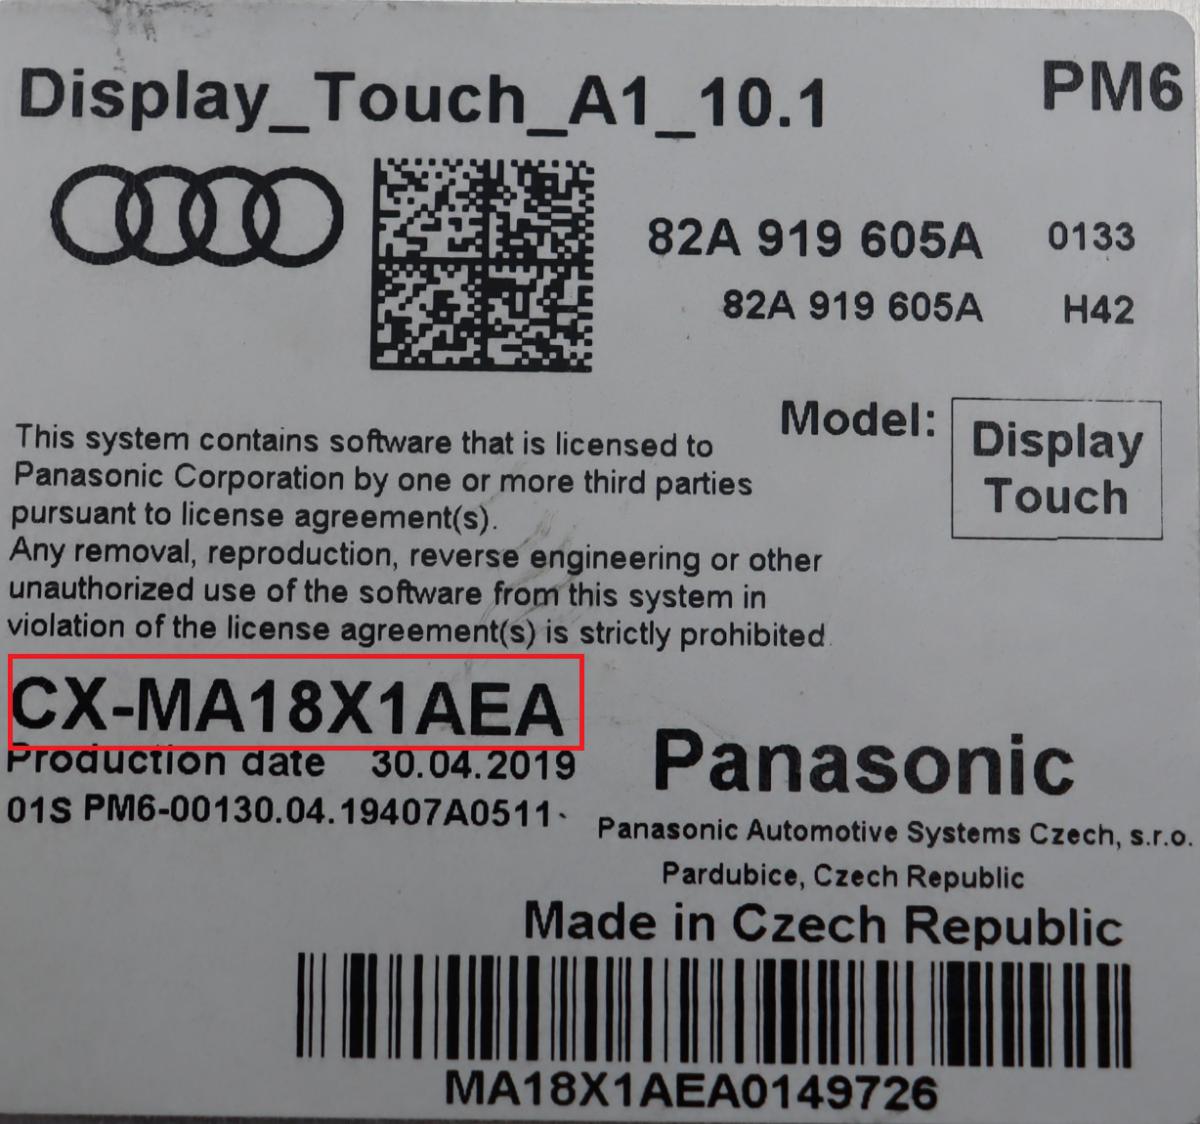 Display_Touch_A1_10.1 PM6
82A 919 605A 0133
82A 919 605A H42
Model: Display Touch
This system contains software that is licensed to
Panasonic Corporation by one or more third parties
pursuant to license agreement(s).
Any removal, reproduction, reverse engineering or other
unauthorized use of the software from this system in
violation of the license agreement(s) is strictly prohibited
CX-MA18X1AEA
Production date 30.04.2019
01S PM6-00130.04.19407A0511
Panasonic
Panasonic Automotive Systems Czech, s.r.o.
Pardubice, Czech Republic
Made in Czech Republic
MA18X1AEA0149726